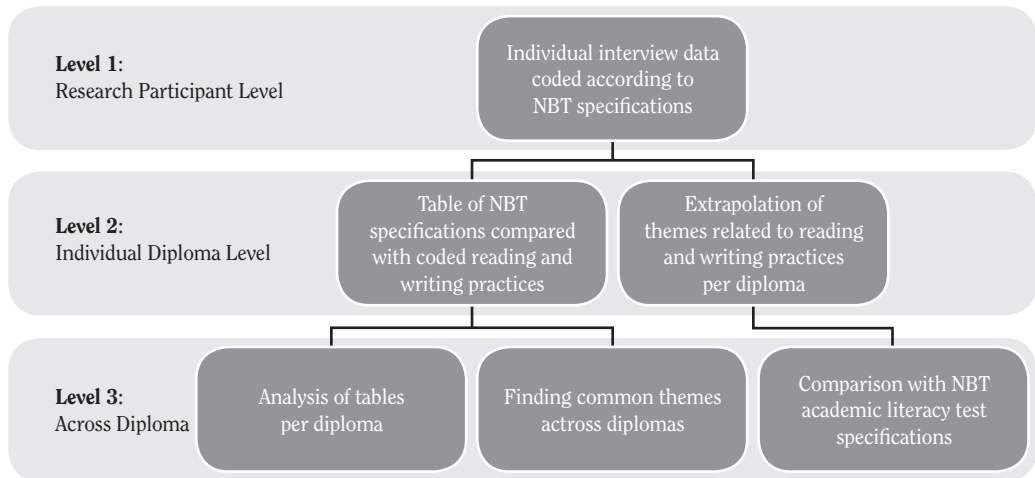 Level 1:
Research Participant Level
Individual interview data
coded according to
NBT specifications
Level 2:
Individual Diploma Level
Table of NBT
specifications compared
with coded reading and
writing practices
Extrapolation of
themes related to reading
and writing practices
per diploma
Level 3:
Across Diploma
Analysis of tables
per diploma
Finding common themes
actross diplomas
Comparison with NBT
academic literacy test
specifications